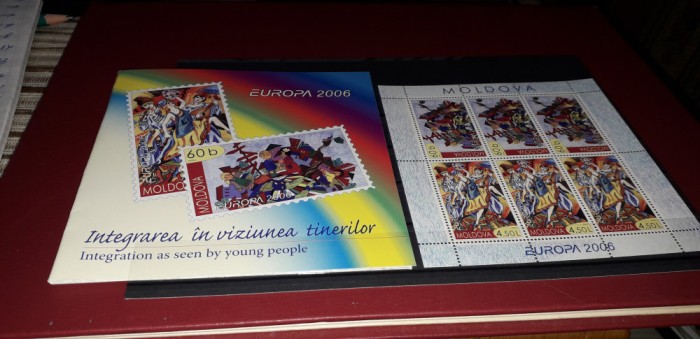 EUROPA 2006
MOLDOVA
60 b
MOLDOVA
EUROPA 2006
Integrarea în viziunea tinerilor
Integration as seen by young people
MOLDOVA
MOLDOVA
MOLDOVA
MOLDOVA
4.50L
MOLDOVA
4.50L
MOLDOVA
4.50L
EUROPA 2006